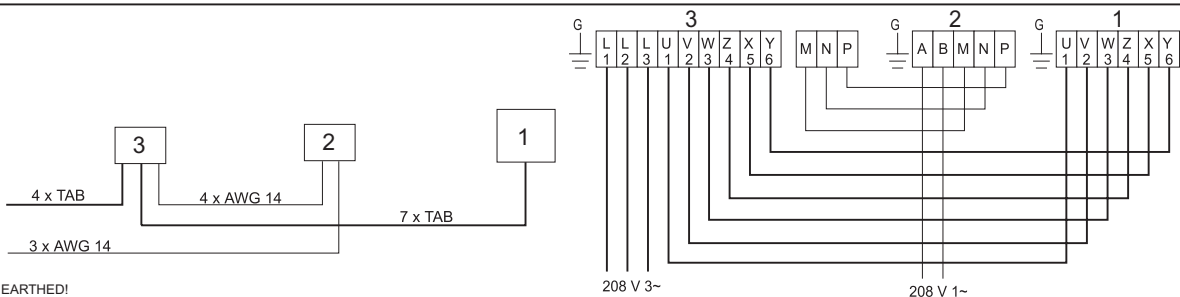 3 2 1
G G G
L L L U V W Z X Y M N P A B M N P U V W Z X Y
1 2 3 1 2 3 4 5 6 1 2 3 4 5 6
3 2 1
4 x TAB 4 x AWG 14
7 x TAB
3 x AWG 14
EARTHED! 208 V 3~ 208 V 1~